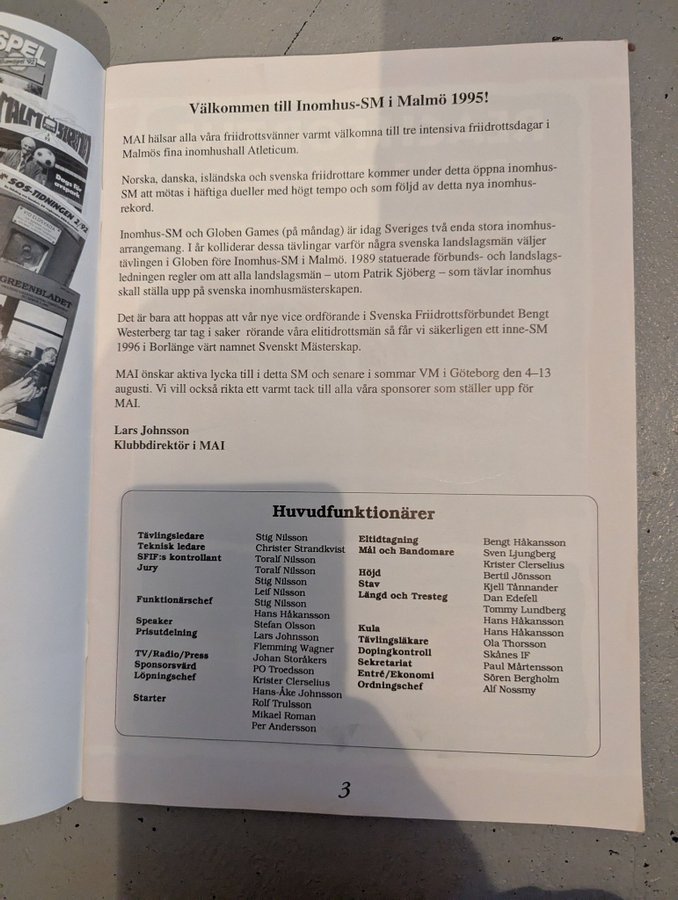 SPEL
MALMÖ
Dags för
avspark
SOS-TIDNINGEN 2/92
GREENBLADET
Välkommen till Inomhus-SM i Malmö 1995!
MAI hälsar alla våra friidrottsvänner varmt välkomna till tre intensiva friidrottsdagar i
Malmös fina inomhushall Atleticum.
Norska, danska, isländska och svenska friidrottare kommer under detta öppna inomhus-
SM att mötas i häftiga dueller med högt tempo och som följd av detta nya inomhus-
rekord.
Inomhus-SM och Globen Games (på måndag) är idag Sveriges två enda stora inomhus-
arrangemang. I år kolliderar dessa tävlingar varför några svenska landslagsmän väljer
tävlingen i Globen före Inomhus-SM i Malmö. 1989 statuerade förbunds- och landslags-
ledningen regler om att alla landslagsmän – utom Patrik Sjöberg – som tävlar inomhus
skall ställa upp på svenska inomhusmästerskapen.
Det är bara att hoppas att vår nye vice ordförande i Svenska Friidrottsförbundet Bengt
Westerberg tar tag i saker rörande våra elitidrottsmän så får vi säkerligen ett inne-SM
1996 i Borlänge värt namnet Svenskt Mästerskap.
MAI önskar aktiva lycka till i detta SM och senare i sommar VM i Göteborg den 4–13
augusti. Vi vill också rikta ett varmt tack till alla våra sponsorer som ställer upp för
MAI.
Lars Johnsson
Klubbdirektör i MAI
Huvudfunktionärer
Tävlingsledare Stig Nilsson
Teknisk ledare Christer Strandkvist
SFIF:s kontrollant Toralf Nilsson
Jury Toralf Nilsson
Stig Nilsson
Leif Nilsson
Funktionärschef Stig Nilsson
Hans Håkansson
Speaker Stefan Olsson
Prisutdelning Lars Johnsson
Flemming Wagner
TV/Radio/Press Johan Storåkers
Sponsorsvärd PO Troedsson
Löpningschef Krister Clerselius
Hans-Åke Johnsson
Starter Rolf Trulsson
Mikael Roman
Per Andersson
Eltidtagning Bengt Håkansson
Mål och Bandomare Sven Ljungberg
Krister Clerselius
Höjd Bertil Jönsson
Stav Kjell Tånnander
Längd och Tresteg Dan Edefell
Tommy Lundberg
Hans Håkansson
Kula Hans Håkansson
Tävlingsläkare Ola Thorsson
Dopingkontroll Skånes IF
Sekretariat Paul Mårtensson
Entré/Ekonomi Sören Bergholm
Ordningschef Alf Nossmy
3